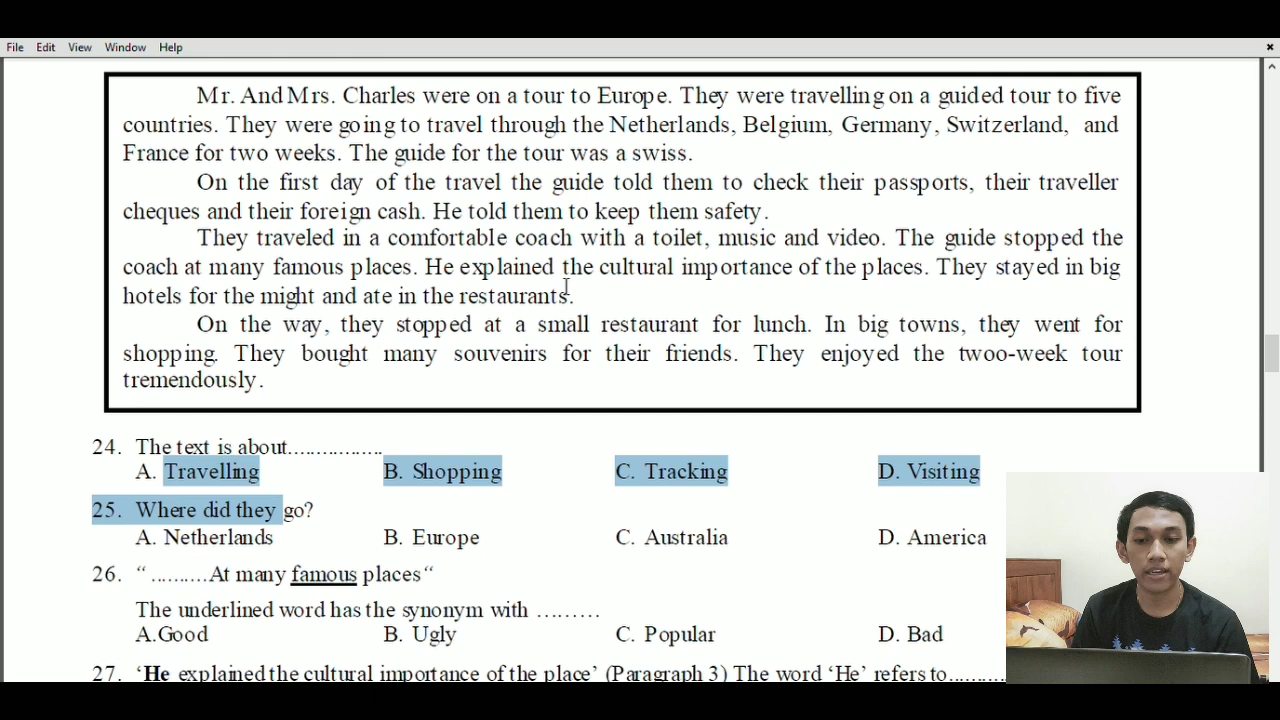 File Edit View Window Help
Mr. And Mrs. Charles were on a tour to Europe. They were travelling on a guided tour to five
countries. They were going to travel through the Netherlands, Belgium, Germany, Switzerland, and
France for two weeks. The guide for the tour was a swiss.
On the first day of the travel the guide told them to check their passports, their traveller
cheques and their foreign cash. He told them to keep them safety.
They traveled in a comfortable coach with a toilet, music and video. The guide stopped the
coach at many famous places. He explained the cultural importance of the places. They stayed in big
hotels for the might and ate in the restaurants.
On the way, they stopped at a small restaurant for lunch. In big towns, they went for
shopping. They bought many souvenirs for their friends. They enjoyed the twoo-week tour
tremendously.
24. The text is about................
A. Travelling B. Shopping C. Tracking D. Visiting
25. Where did they go?
A. Netherlands B. Europe C. Australia D. America
26. “ ..........At many famous places“
The underlined word has the synonym with .........
A.Good B. Ugly C. Popular D. Bad
27. ‘He explained the cultural importance of the place’ (Paragraph 3) The word ‘He’ refers to..........